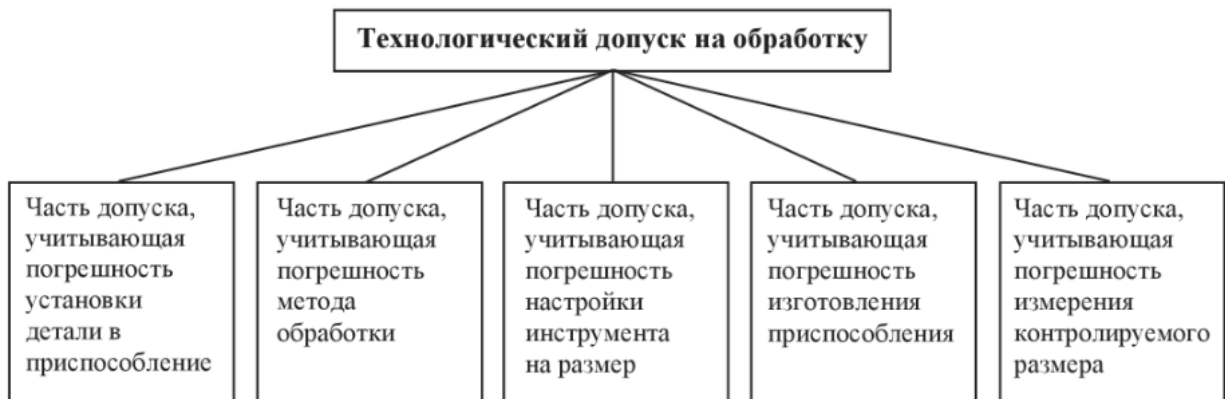 Технологический допуск на обработку
Часть допуска,
учитывающая
погрешность
установки
детали в
приспособление
Часть допуска,
учитывающая
погрешность
метода
обработки
Часть допуска,
учитывающая
погрешность
настройки
инструмента
на размер
Часть допуска,
учитывающая
погрешность
изготовления
приспособления
Часть допуска,
учитывающая
погрешность
измерения
контролируемого
размера